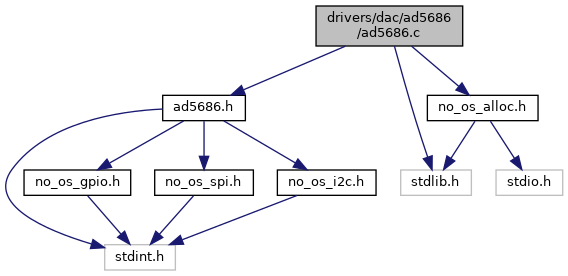 drivers/dac/ad5686
/ad5686.c
ad5686.h
no_os_alloc.h
no_os_gpio.h
no_os_spi.h
no_os_i2c.h
stdlib.h
stdio.h
stdint.h